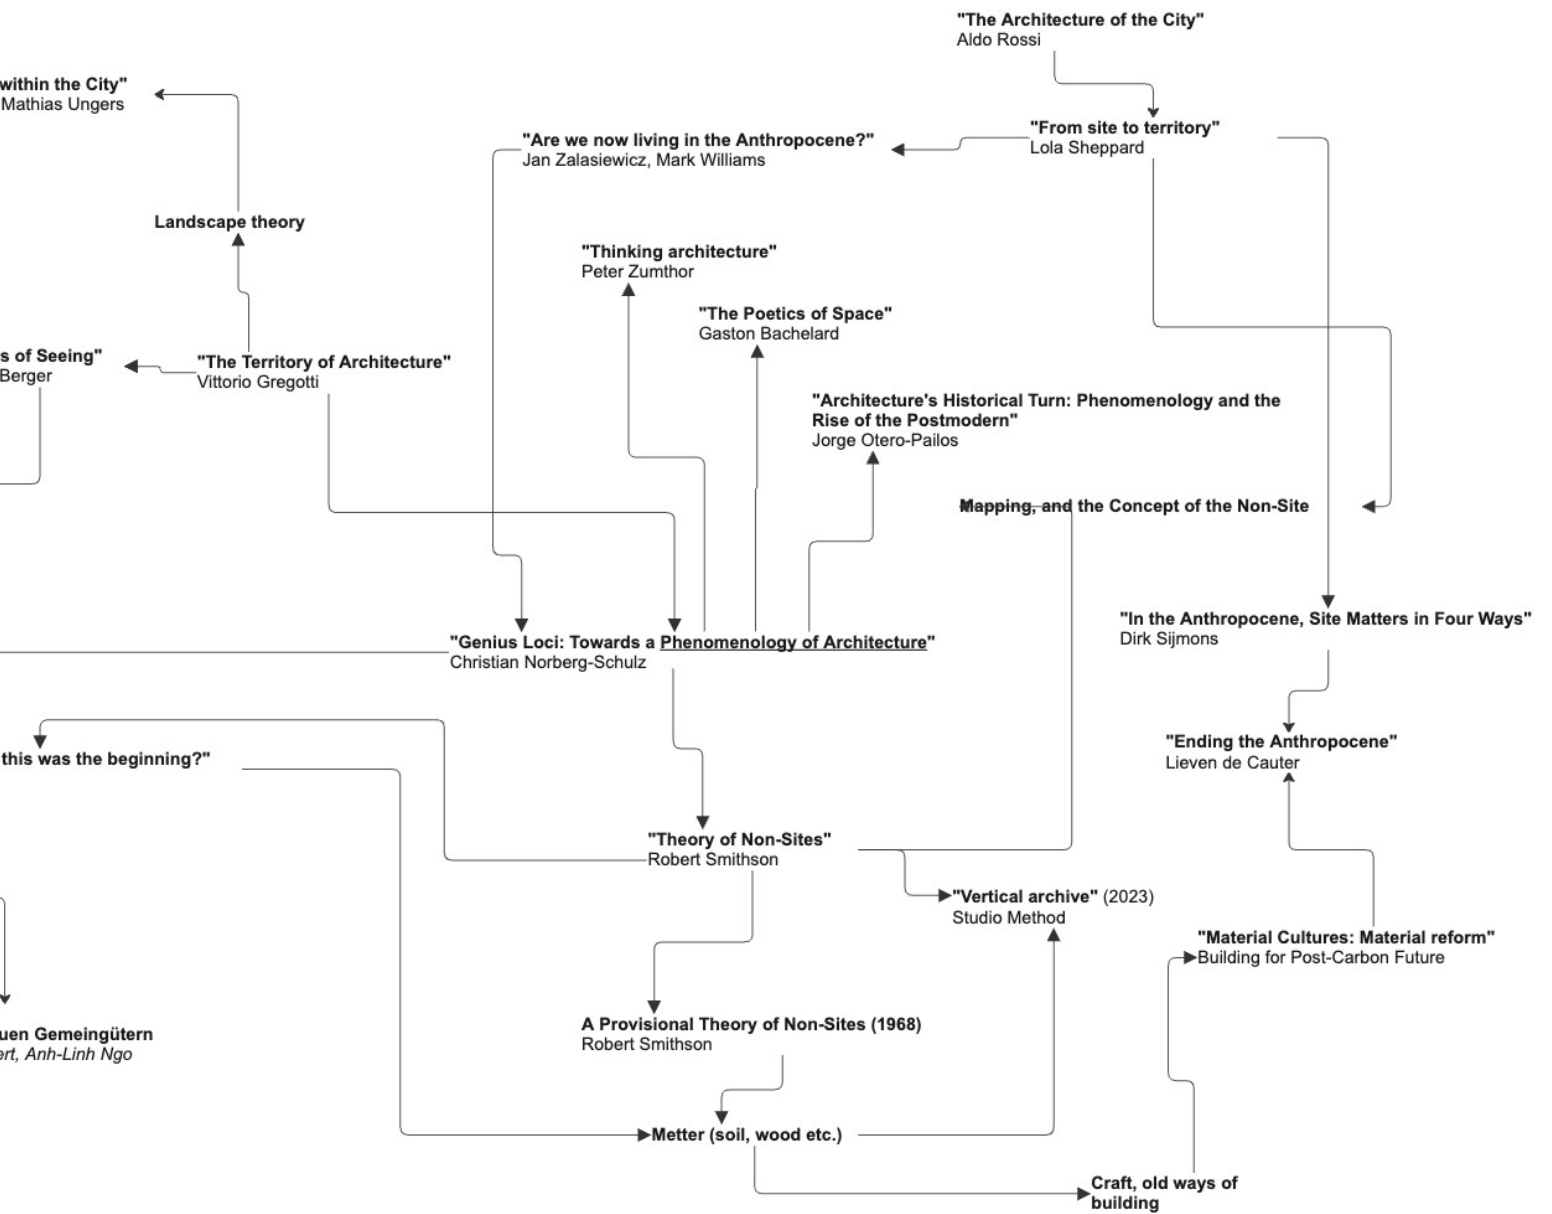 "The Architecture of the City"
Aldo Rossi
within the City"
Mathias Ungers
"From site to territory"
Lola Sheppard
"Are we now living in the Anthropocene?"
Jan Zalasiewicz, Mark Williams
Landscape theory
"Thinking architecture"
Peter Zumthor
"The Poetics of Space"
Gaston Bachelard
s of Seeing"
Berger
"The Territory of Architecture"
Vittorio Gregotti
"Architecture's Historical Turn: Phenomenology and the
Rise of the Postmodern"
Jorge Otero-Pailos
Mapping, and the Concept of the Non-Site
"In the Anthropocene, Site Matters in Four Ways"
Dirk Sijmons
"Genius Loci: Towards a Phenomenology of Architecture"
Christian Norberg-Schulz
"Ending the Anthropocene"
Lieven de Cauter
this was the beginning?"
"Theory of Non-Sites"
Robert Smithson
"Vertical archive" (2023)
Studio Method
"Material Cultures: Material reform"
Building for Post-Carbon Future
A Provisional Theory of Non-Sites (1968)
Robert Smithson
uen Gemeingütern
ert, Anh-Linh Ngo
Metter (soil, wood etc.)
Craft, old ways of
building